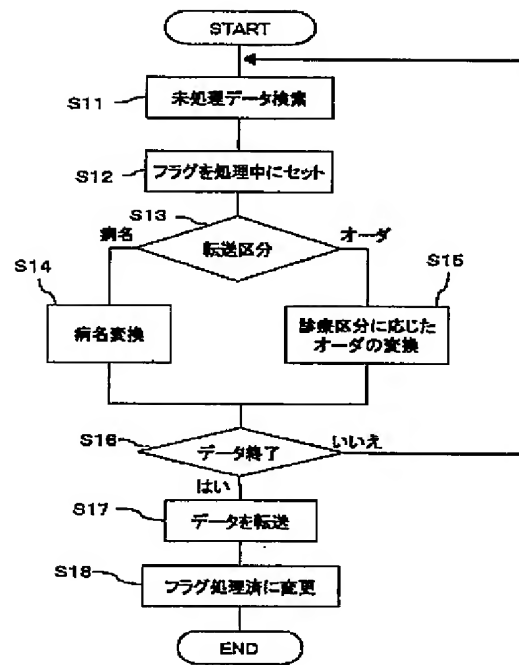 START
S11
未処理データ検索
S12
フラグを処理中にセット
S13
病名
転送区分
オーダ
S14
病名変換
S15
診療区分に応じた
オーダの変換
S16
データ終了
いいえ
はい
S17
データを転送
S18
フラグ処理済に変更
END